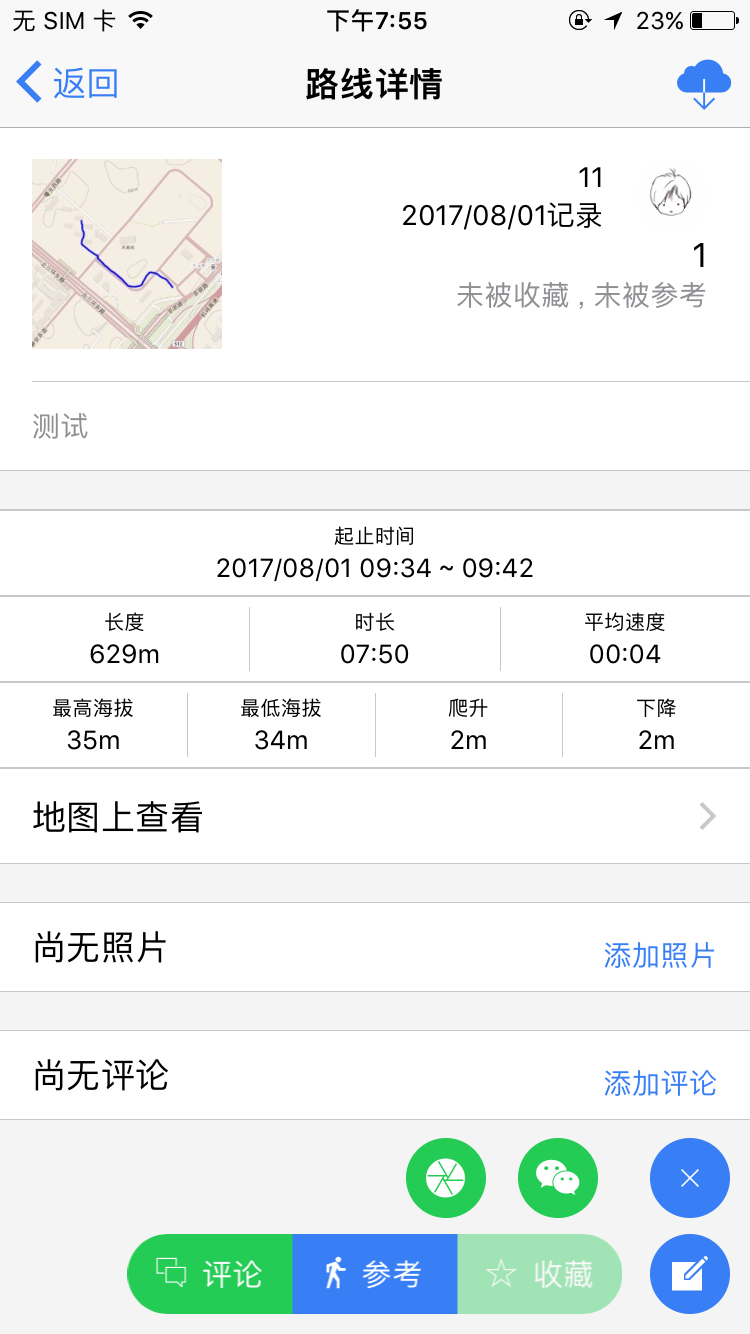 无 SIM 卡 下午7:55 23%
返回 路线详情
11
2017/08/01记录
1
未被收藏，未被参考
测试
起止时间
2017/08/01 09:34 ~ 09:42
长度 时长 平均速度
629m 07:50 00:04
最高海拔 最低海拔 爬升 下降
35m 34m 2m 2m
地图上查看
尚无照片 添加照片
尚无评论 添加评论
评论 参考 收藏